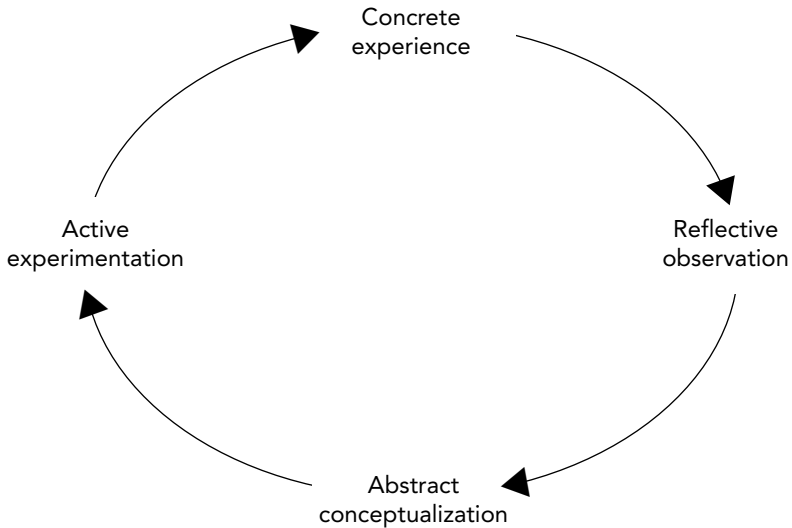 Concrete
experience
Active
experimentation
Reflective
observation
Abstract
conceptualization